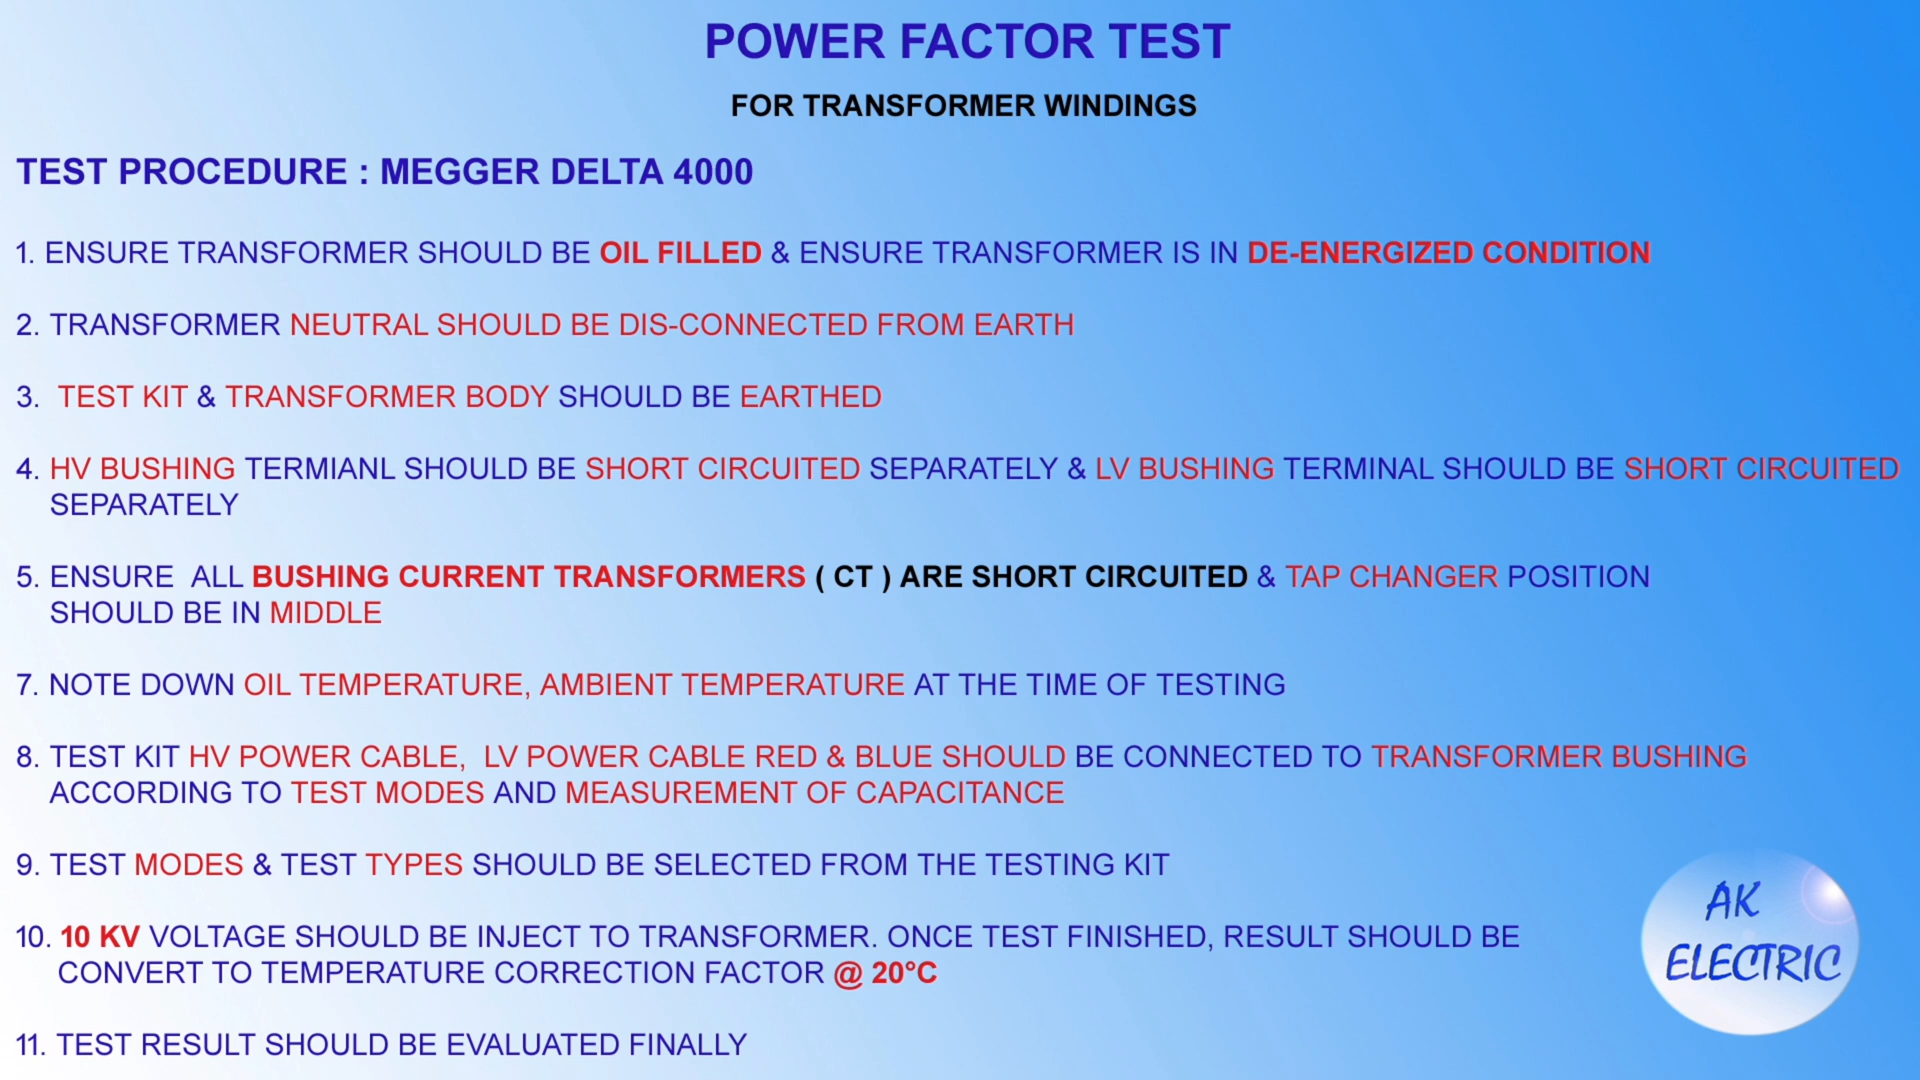 POWER FACTOR TEST
FOR TRANSFORMER WINDINGS
TEST PROCEDURE : MEGGER DELTA 4000
1. ENSURE TRANSFORMER SHOULD BE OIL FILLED & ENSURE TRANSFORMER IS IN DE-ENERGIZED CONDITION
2. TRANSFORMER NEUTRAL SHOULD BE DIS-CONNECTED FROM EARTH
3. TEST KIT & TRANSFORMER BODY SHOULD BE EARTHED
4. HV BUSHING TERMIANL SHOULD BE SHORT CIRCUITED SEPARATELY & LV BUSHING TERMINAL SHOULD BE SHORT CIRCUITED
SEPARATELY
5. ENSURE ALL BUSHING CURRENT TRANSFORMERS ( CT ) ARE SHORT CIRCUITED & TAP CHANGER POSITION
SHOULD BE IN MIDDLE
7. NOTE DOWN OIL TEMPERATURE, AMBIENT TEMPERATURE AT THE TIME OF TESTING
8. TEST KIT HV POWER CABLE, LV POWER CABLE RED & BLUE SHOULD BE CONNECTED TO TRANSFORMER BUSHING
ACCORDING TO TEST MODES AND MEASUREMENT OF CAPACITANCE
9. TEST MODES & TEST TYPES SHOULD BE SELECTED FROM THE TESTING KIT
10. 10 KV VOLTAGE SHOULD BE INJECT TO TRANSFORMER. ONCE TEST FINISHED, RESULT SHOULD BE
CONVERT TO TEMPERATURE CORRECTION FACTOR @ 20°C
11. TEST RESULT SHOULD BE EVALUATED FINALLY
AK
ELECTRIC